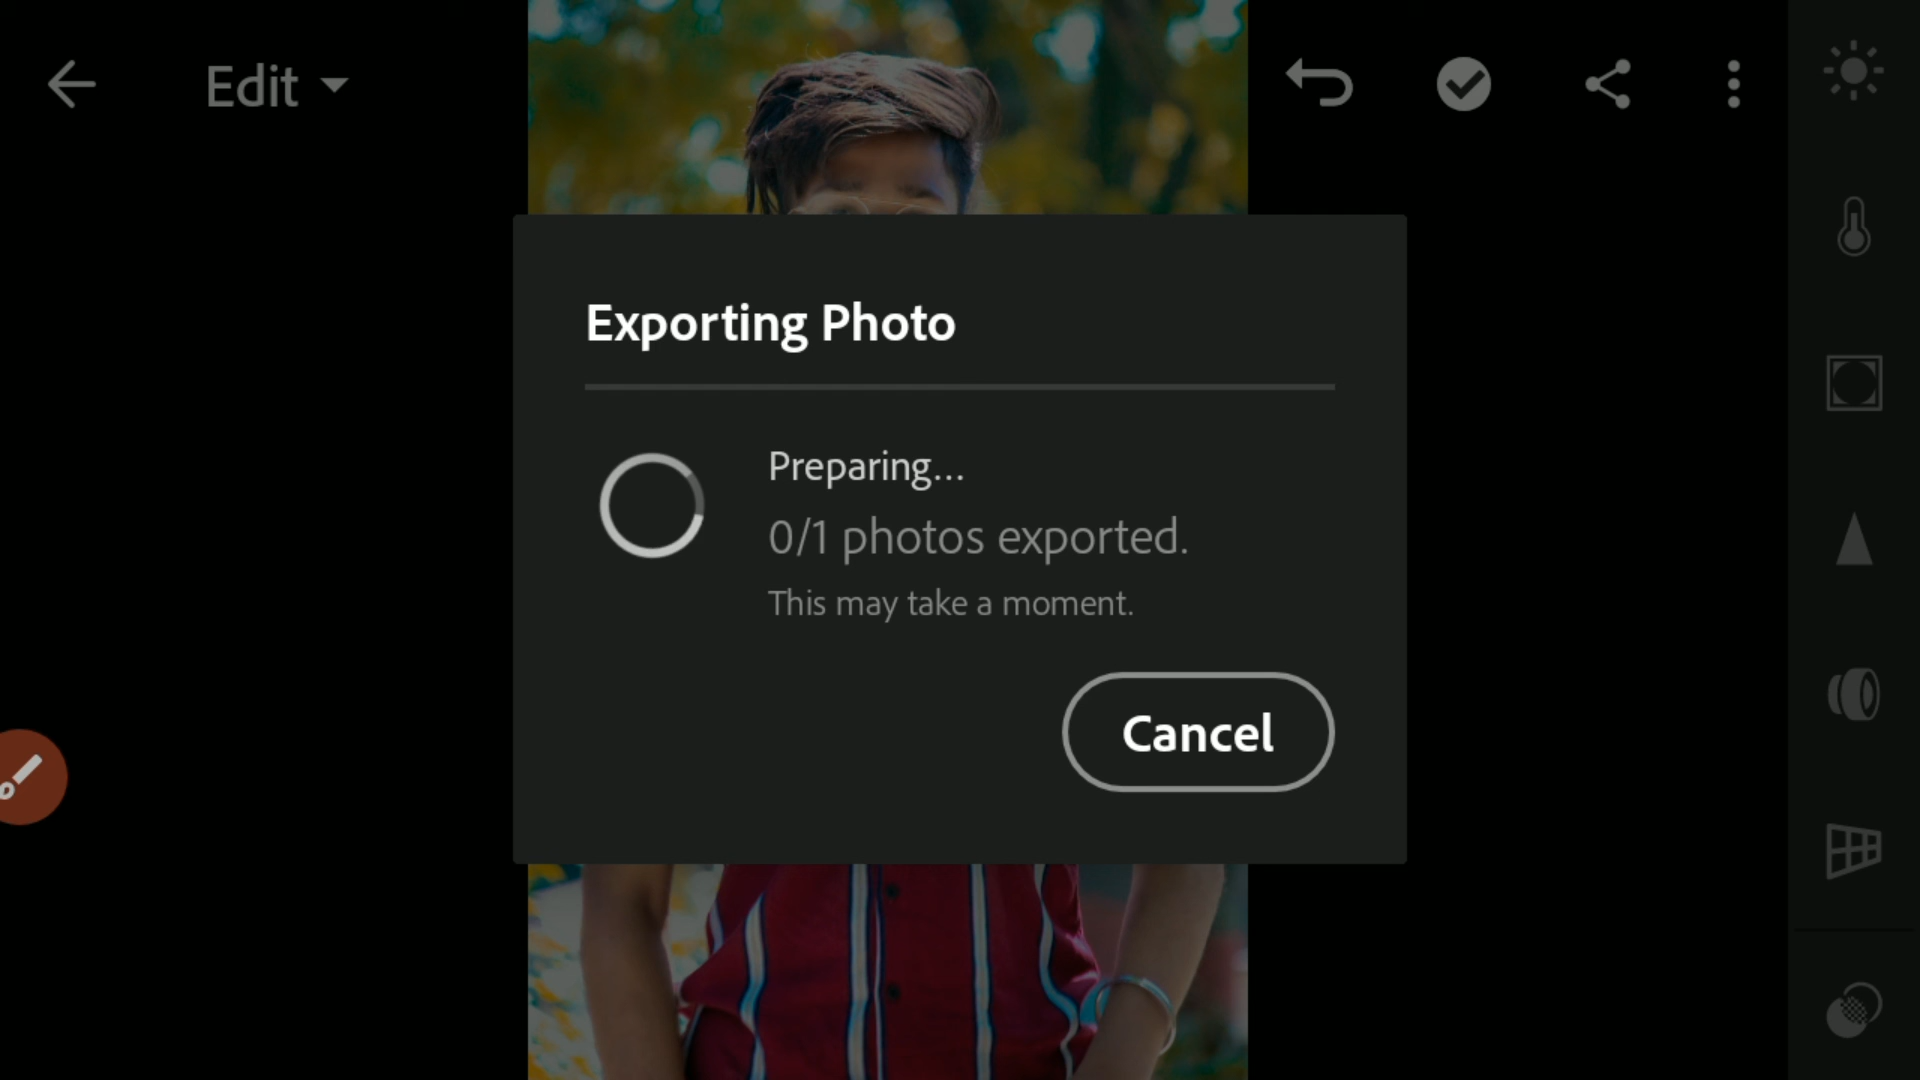 Edit
Exporting Photo
Preparing...
0/1 photos exported.
This may take a moment.
Cancel